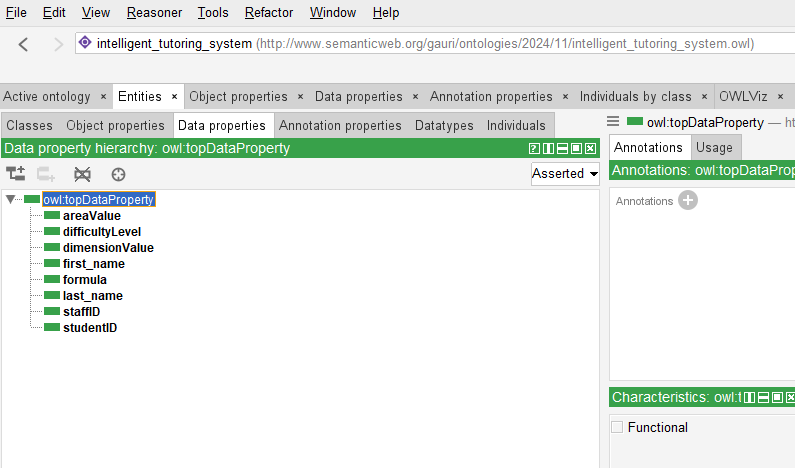 File Edit View Reasoner Tools Refactor Window Help
intelligent_tutoring_system (http://www.semanticweb.org/gauri/ontologies/2024/11/intelligent_tutoring_system.owl)
Active ontology × Entities × Object properties × Data properties × Annotation properties × Individuals by class × OWLViz ×
Classes Object properties Data properties Annotation properties Datatypes Individuals
Data property hierarchy: owl:topDataProperty
Asserted
owl:topDataProperty
areaValue
difficultyLevel
dimensionValue
first_name
formula
last_name
staffID
studentID
owl:topDataProperty — ht
Annotations Usage
Annotations: owl:topDataProp
Annotations
Characteristics: owl:t
Functional